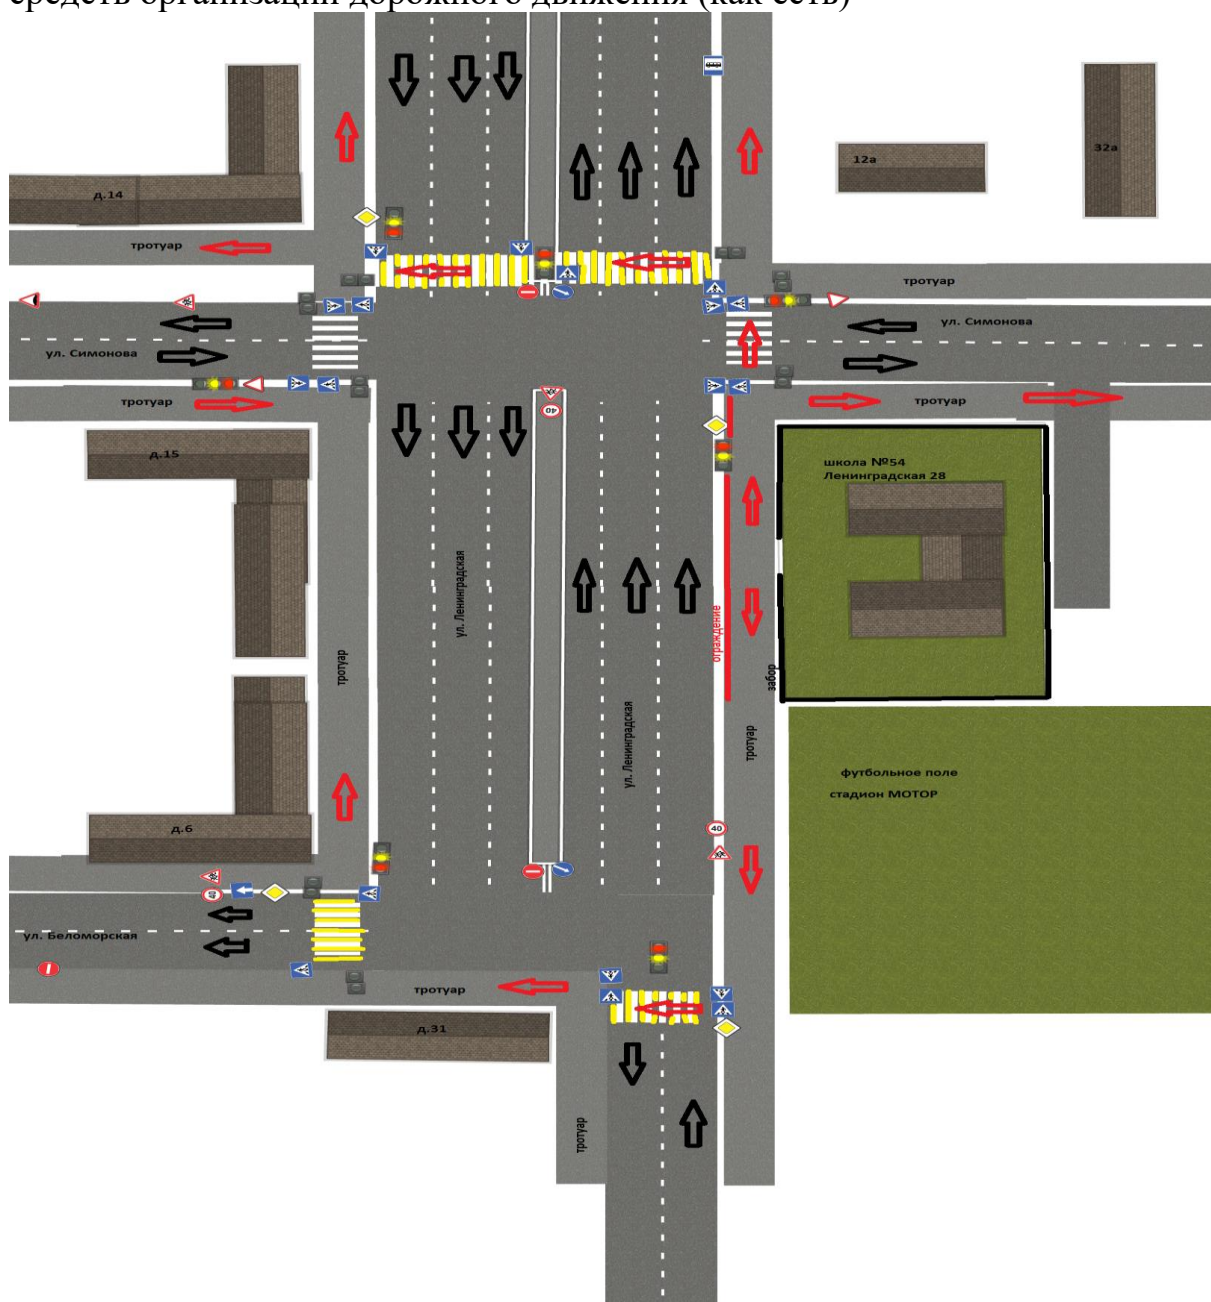 средств организации дорожного движения (как есть)
д.14
12а
32а
тротуар
тротуар
ул. Симонова
ул. Симонова
тротуар
тротуар
40
д.15
школа №54
Ленинградская 28
ул. Ленинградская
ограждение
тротуар
забор
ул. Ленинградская
тротуар
футбольное поле
стадион МОТОР
40
д.6
40
ул. Беломорская
тротуар
д.31
тротуар